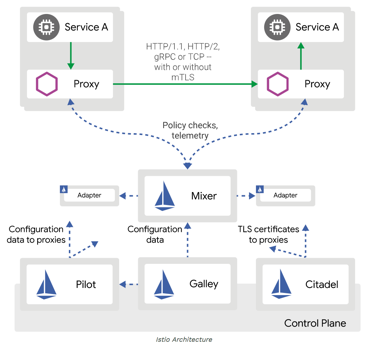 Service A
Service A
HTTP/1.1, HTTP/2,
gRPC or TCP --
with or without
mTLS
Proxy
Proxy
Policy checks,
telemetry
Mixer
Adapter
Adapter
Configuration
data to proxies
Configuration
data
TLS certificates
to proxies
Pilot
Galley
Citadel
Control Plane
Istio Architecture